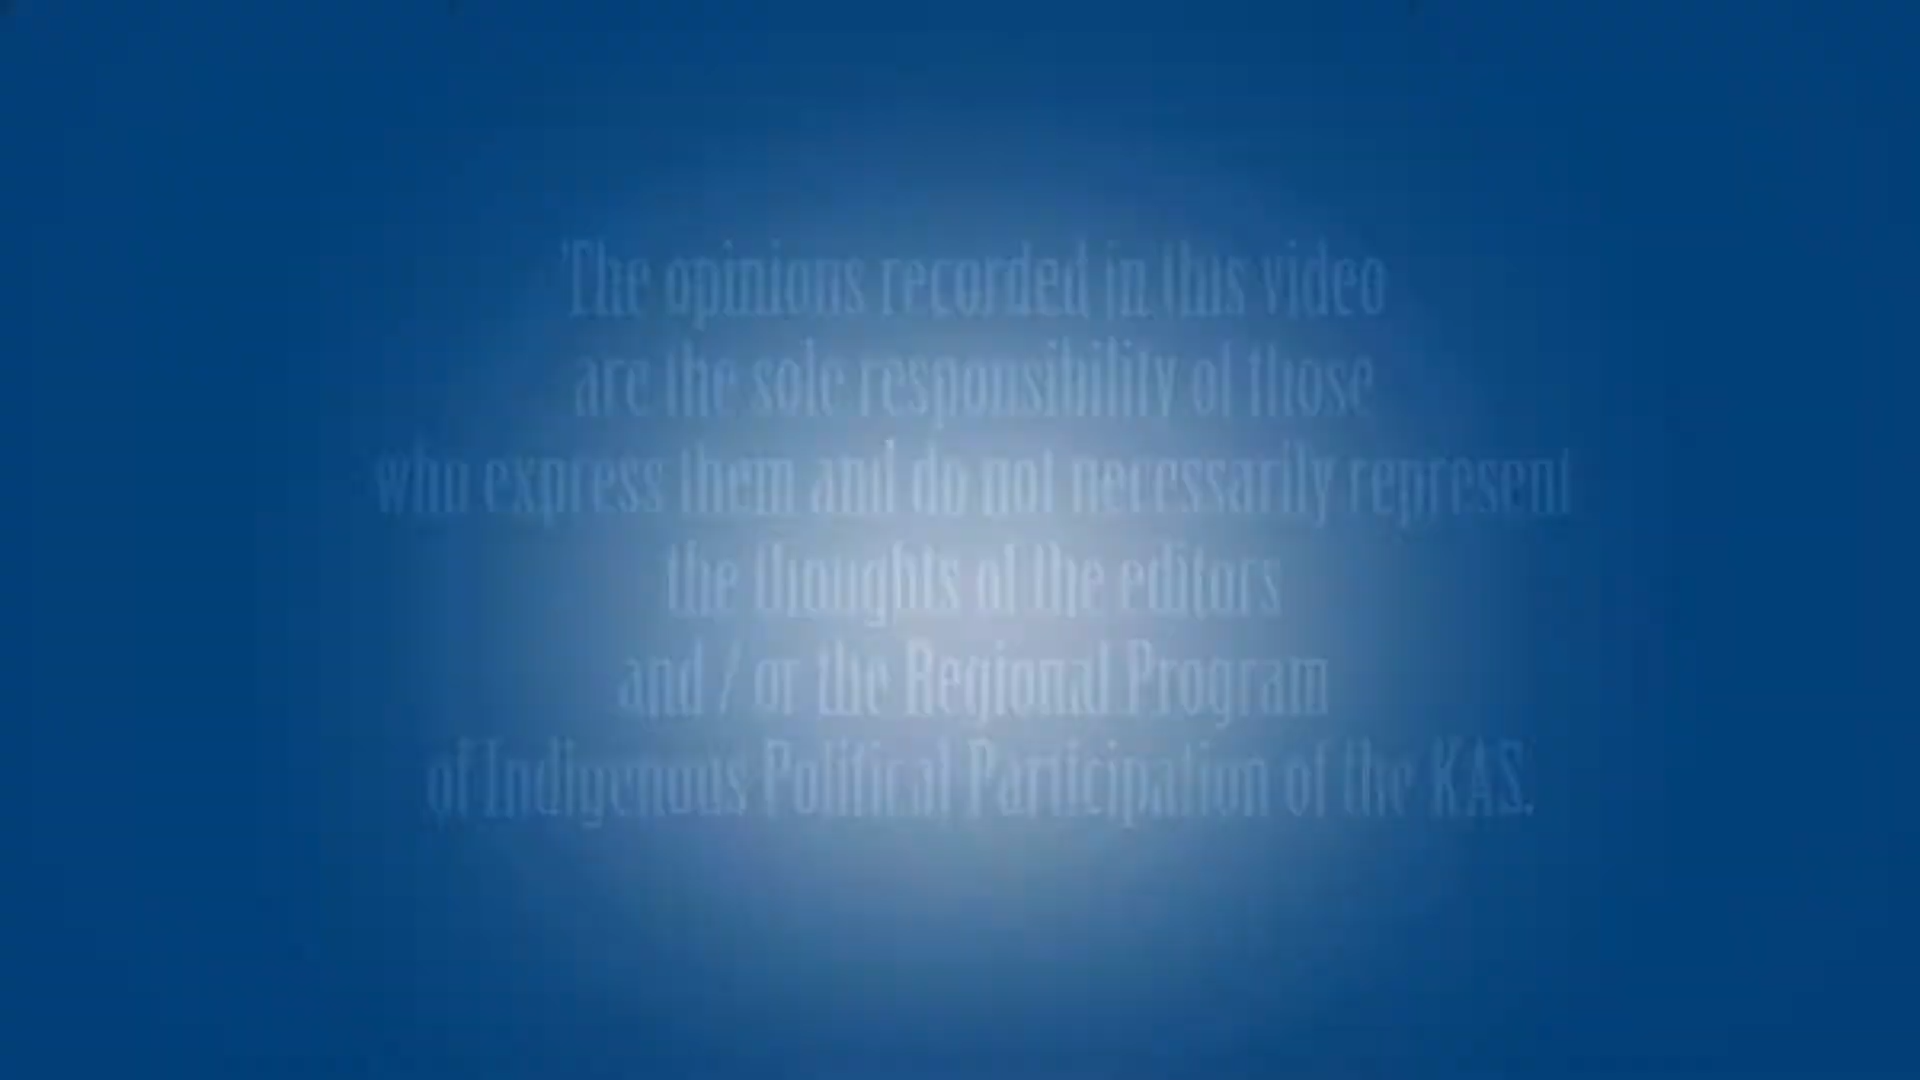 'The opinions recorded in this video
are the sole responsibility of those
who express them and do not necessarily represent
the thoughts of the editors
and / or the Regional Program
of Indigenous Political Participation of the KAS.'